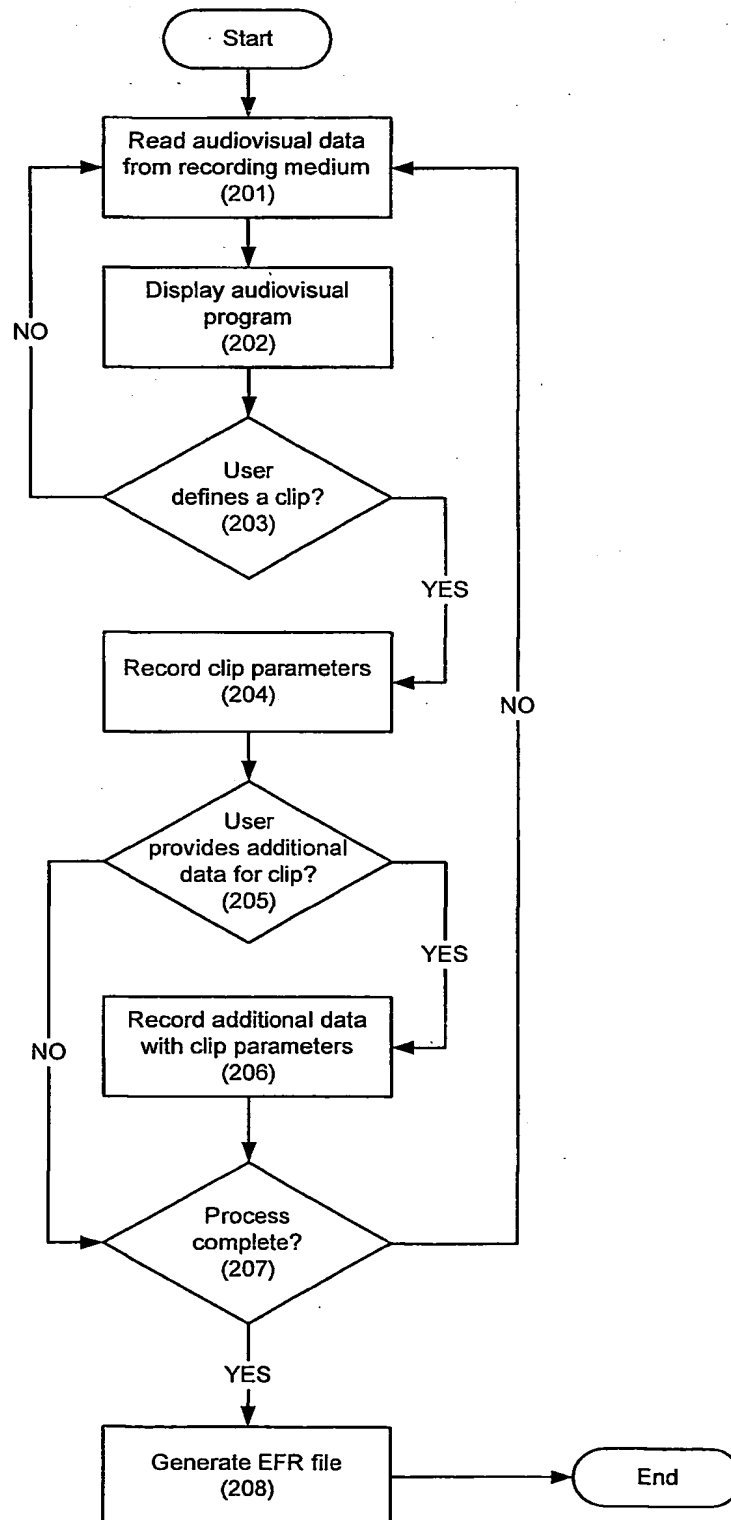 Start
Read audiovisual data
from recording medium
(201)
Display audiovisual
program
(202)
NO
User
defines a clip?
(203)
YES
Record clip parameters
(204)
NO
User
provides additional
data for clip?
(205)
YES
Record additional data
with clip parameters
(206)
NO
Process
complete?
(207)
YES
Generate EFR file
(208)
End